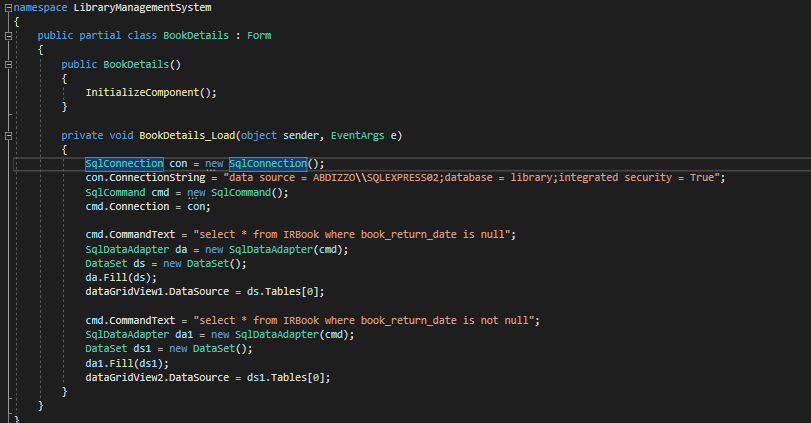 namespace LibraryManagementSystem
{
public partial class BookDetails : Form
{
public BookDetails()
{
InitializeComponent();
}
private void BookDetails_Load(object sender, EventArgs e)
{
SqlConnection con = new SqlConnection();
con.ConnectionString = "data source = ABDIZZO\\SQLEXPRESS02;database = library;integrated security = True";
SqlCommand cmd = new SqlCommand();
cmd.Connection = con;
cmd.CommandText = "select * from IRBook where book_return_date is null";
SqlDataAdapter da = new SqlDataAdapter(cmd);
DataSet ds = new DataSet();
da.Fill(ds);
dataGridView1.DataSource = ds.Tables[0];
cmd.CommandText = "select * from IRBook where book_return_date is not null";
SqlDataAdapter da1 = new SqlDataAdapter(cmd);
DataSet ds1 = new DataSet();
da1.Fill(ds1);
dataGridView2.DataSource = ds1.Tables[0];
}
}
}